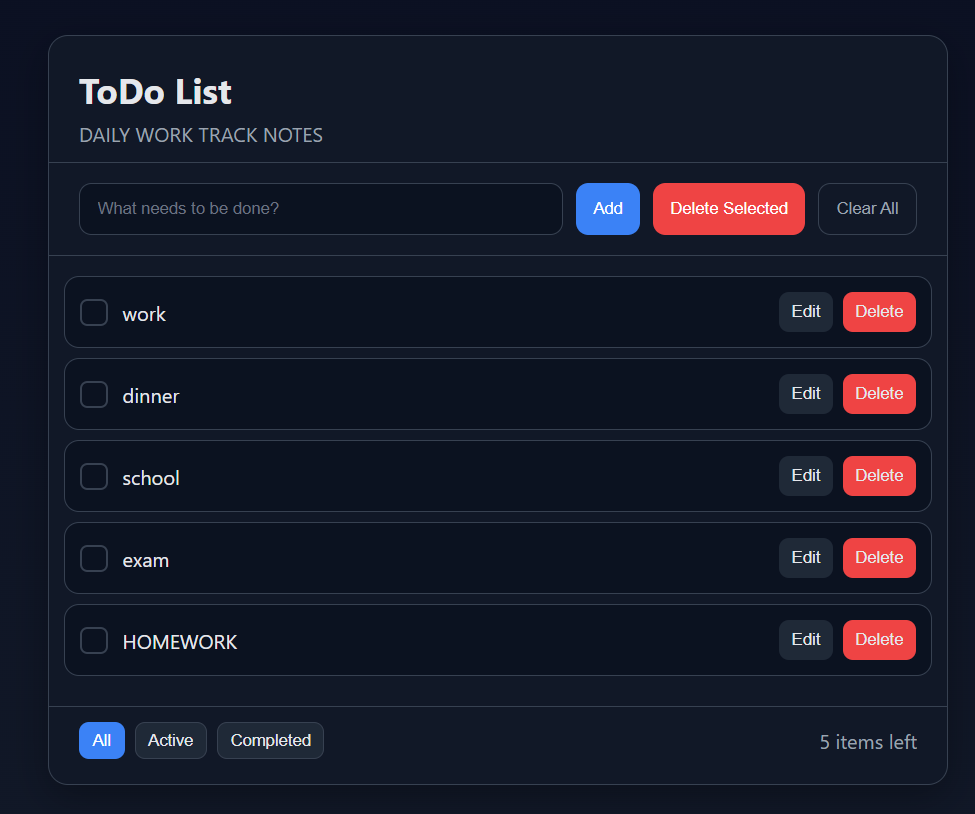 ToDo List
DAILY WORK TRACK NOTES
What needs to be done? Add Delete Selected Clear All
work Edit Delete
dinner Edit Delete
school Edit Delete
exam Edit Delete
HOMEWORK Edit Delete
All Active Completed 5 items left